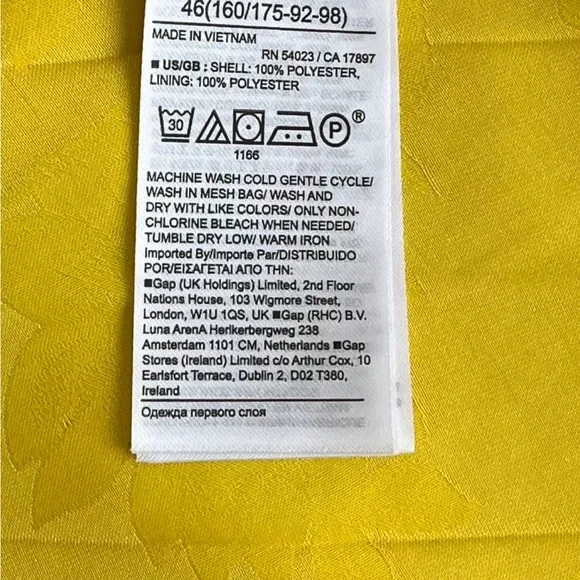 46(160/175-92-98)
MADE IN VIETNAM
RN 54023 / CA 17897
■ US/GB : SHELL: 100% POLYESTER,
LINING: 100% POLYESTER
30 P ®
1166
MACHINE WASH COLD GENTLE CYCLE/
WASH IN MESH BAG/ WASH AND
DRY WITH LIKE COLORS/ ONLY NON-
CHLORINE BLEACH WHEN NEEDED/
TUMBLE DRY LOW/ WARM IRON
Imported By/Importe Par/DISTRIBUIDO
POR/ΕΙΣΑΓΕΤΑΙ ΑΠΟ ΤΗΝ:
■Gap (UK Holdings) Limited, 2nd Floor
Nations House, 103 Wigmore Street,
London, W1U 1QS, UK ■Gap (RHC) B.V.
Luna ArenA Herikerbergweg 238
Amsterdam 1101 CM, Netherlands ■Gap
Stores (Ireland) Limited c/o Arthur Cox, 10
Earlsfort Terrace, Dublin 2, D02 T380,
Ireland
Одежда первого слоя